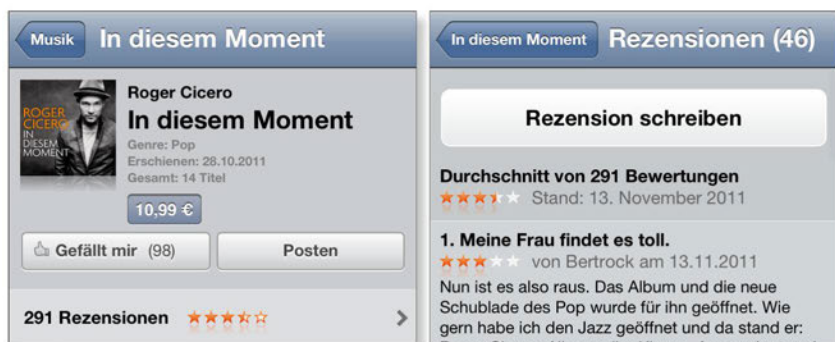 Musik
In diesem Moment
ROGER
CICERO
IN
DIESEM
MOMENT
Roger Cicero
In diesem Moment
Genre: Pop
Erschienen: 28.10.2011
Gesamt: 14 Titel
10,99 €
Gefällt mir (98)
Posten
291 Rezensionen
In diesem Moment
Rezensionen (46)
Rezension schreiben
Durchschnitt von 291 Bewertungen
Stand: 13. November 2011
1. Meine Frau findet es toll.
von Bertrock am 13.11.2011
Nun ist es also raus. Das Album und die neue
Schublade des Pop wurde für ihn geöffnet. Wie
gern habe ich den Jazz geöffnet und da stand er: